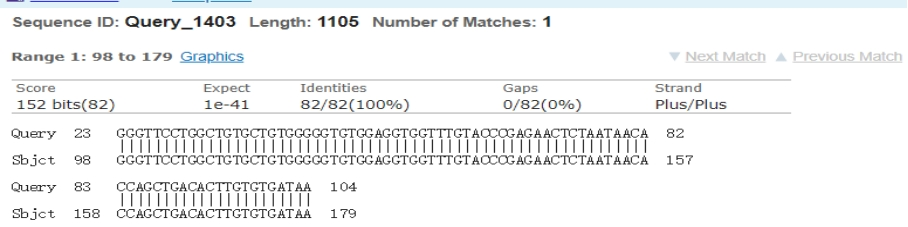 Sequence ID: Query_1403 Length: 1105 Number of Matches: 1
Range 1: 98 to 179 Graphics ▼ Next Match ▲ Previous Match
Score Expect Identities Gaps Strand
152 bits(82) 1e-41 82/82(100%) 0/82(0%) Plus/Plus
Query 23 GGGTTCCTGGCTGTGCTGTGGGGGTGTGGAGGTGGTTTGTACCCGAGAACTCTAATAACA 82
Sbjct 98 GGGTTCCTGGCTGTGCTGTGGGGGTGTGGAGGTGGTTTGTACCCGAGAACTCTAATAACA 157
Query 83 CCAGCTGACACTTGTGTGATAA 104
Sbjct 158 CCAGCTGACACTTGTGTGATAA 179